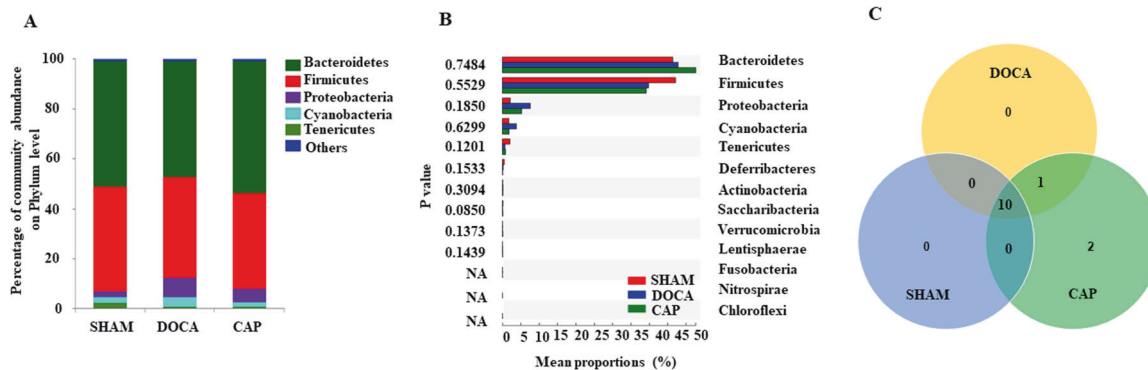 A
Percentage of community abundance
on Phylum level
100
80
60
40
20
0
SHAM DOCA CAP
Bacteroidetes
Firmicutes
Proteobacteria
Cyanobacteria
Tenericutes
Others
B
P value
0.7484 Bacteroidetes
0.5529 Firmicutes
0.1850 Proteobacteria
0.6299 Cyanobacteria
0.1201 Tenericutes
0.1533 Deferribacteres
0.3094 Actinobacteria
0.0850 Saccharibacteria
0.1373 Verrucomicrobia
0.1439 Lentisphaerae
NA Fusobacteria
NA Nitrospirae
NA Chloroflexi
SHAM
DOCA
CAP
0 5 10 15 20 25 30 35 40 45 50
Mean proportions (%)
C
DOCA
0
0 1
10
0 0 2
SHAM CAP